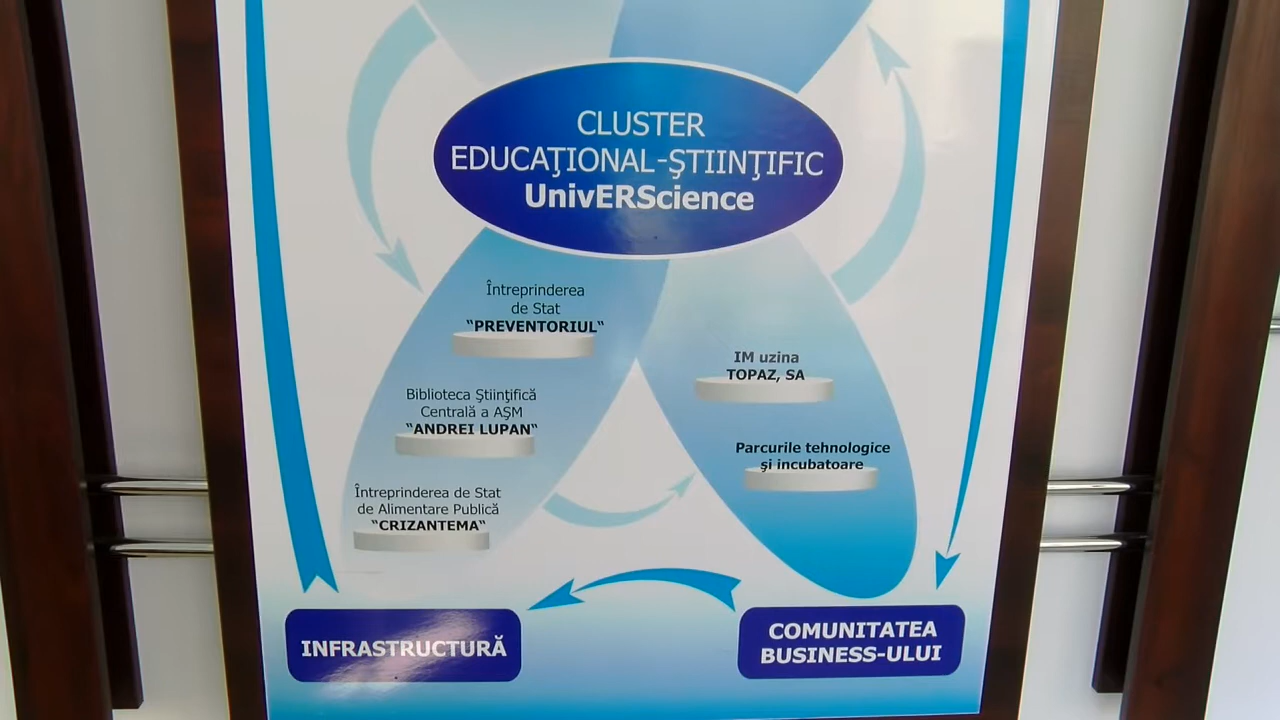 CLUSTER
EDUCAŢIONAL-ŞTIINŢIFIC
UnivERScience
Întreprinderea
de Stat
"PREVENTORIUL"
Biblioteca Ştiinţifică
Centrală a AŞM
"ANDREI LUPAN"
Întreprinderea de Stat
de Alimentare Publică
"CRIZANTEMA"
IM uzina
TOPAZ, SA
Parcurile tehnologice
şi incubatoare
INFRASTRUCTURĂ
COMUNITATEA
BUSINESS-ULUI